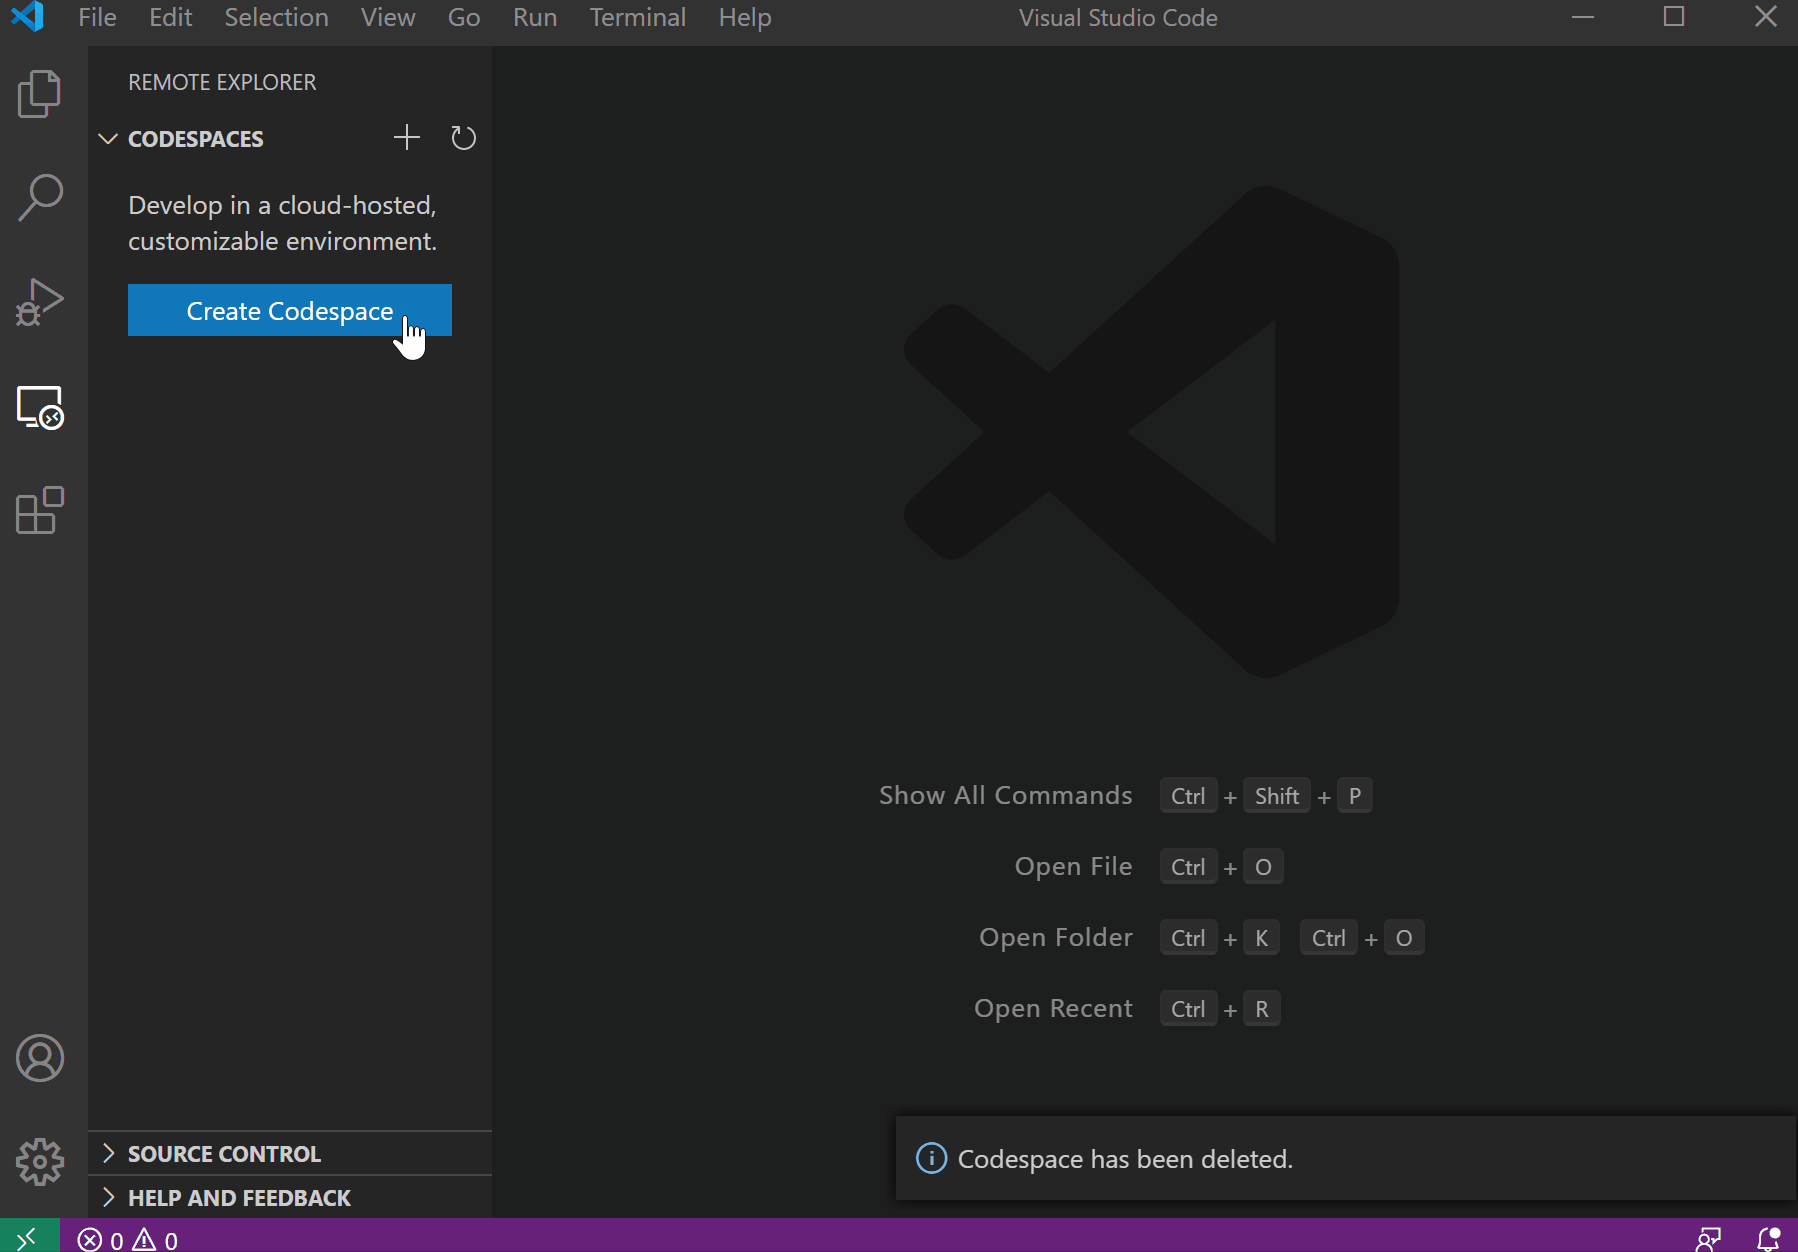 File Edit Selection View Go Run Terminal Help Visual Studio Code
REMOTE EXPLORER
CODESPACES
Develop in a cloud-hosted,
customizable environment.
Create Codespace
Show All Commands Ctrl + Shift + P
Open File Ctrl + O
Open Folder Ctrl + K Ctrl + O
Open Recent Ctrl + R
SOURCE CONTROL
HELP AND FEEDBACK
Codespace has been deleted.
0 0